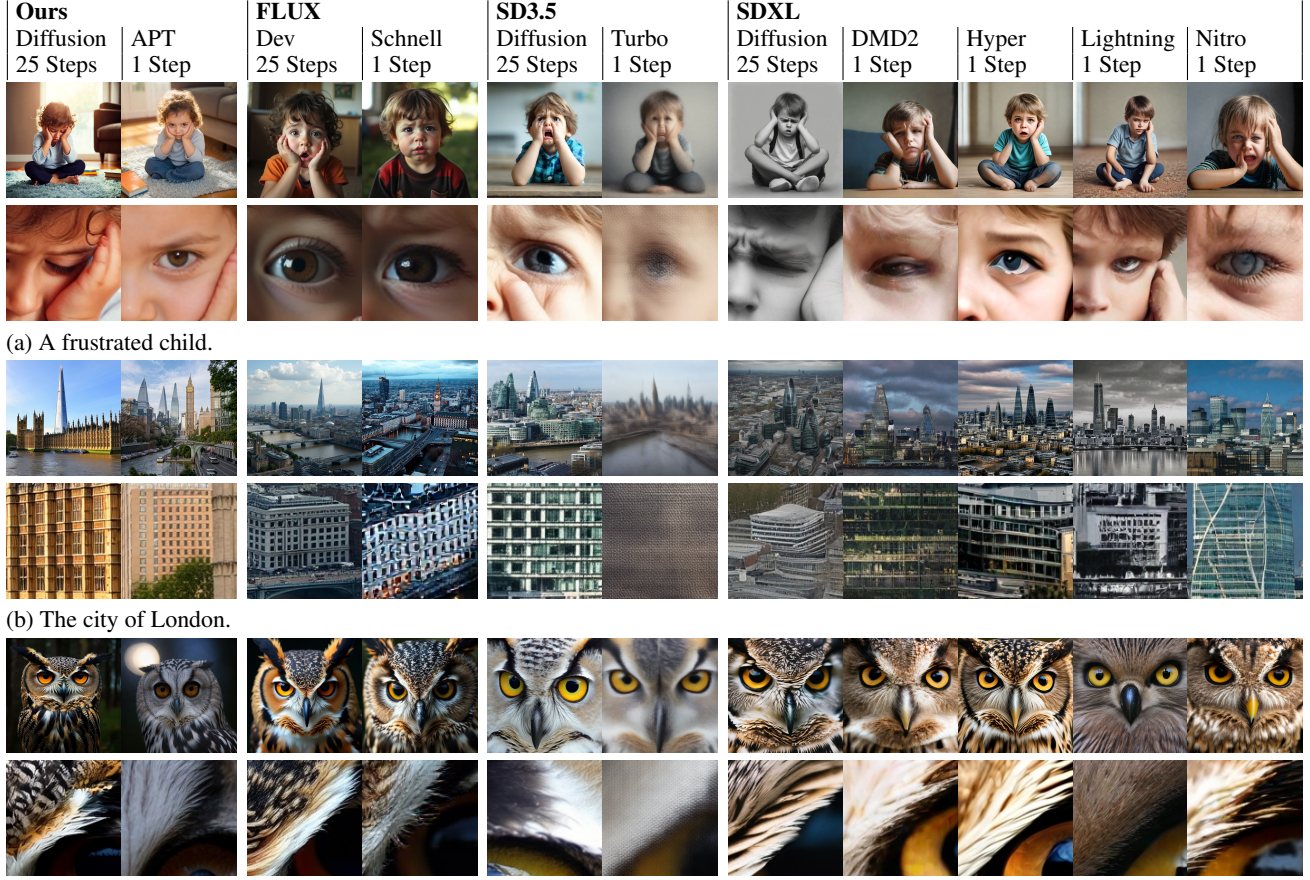 Ours FLUX SD3.5 SDXL
Diffusion APT Dev Schnell Diffusion Turbo Diffusion DMD2 Hyper Lightning Nitro
25 Steps 1 Step 25 Steps 1 Step 25 Steps 1 Step 25 Steps 1 Step 1 Step 1 Step 1 Step
(a) A frustrated child.
(b) The city of London.